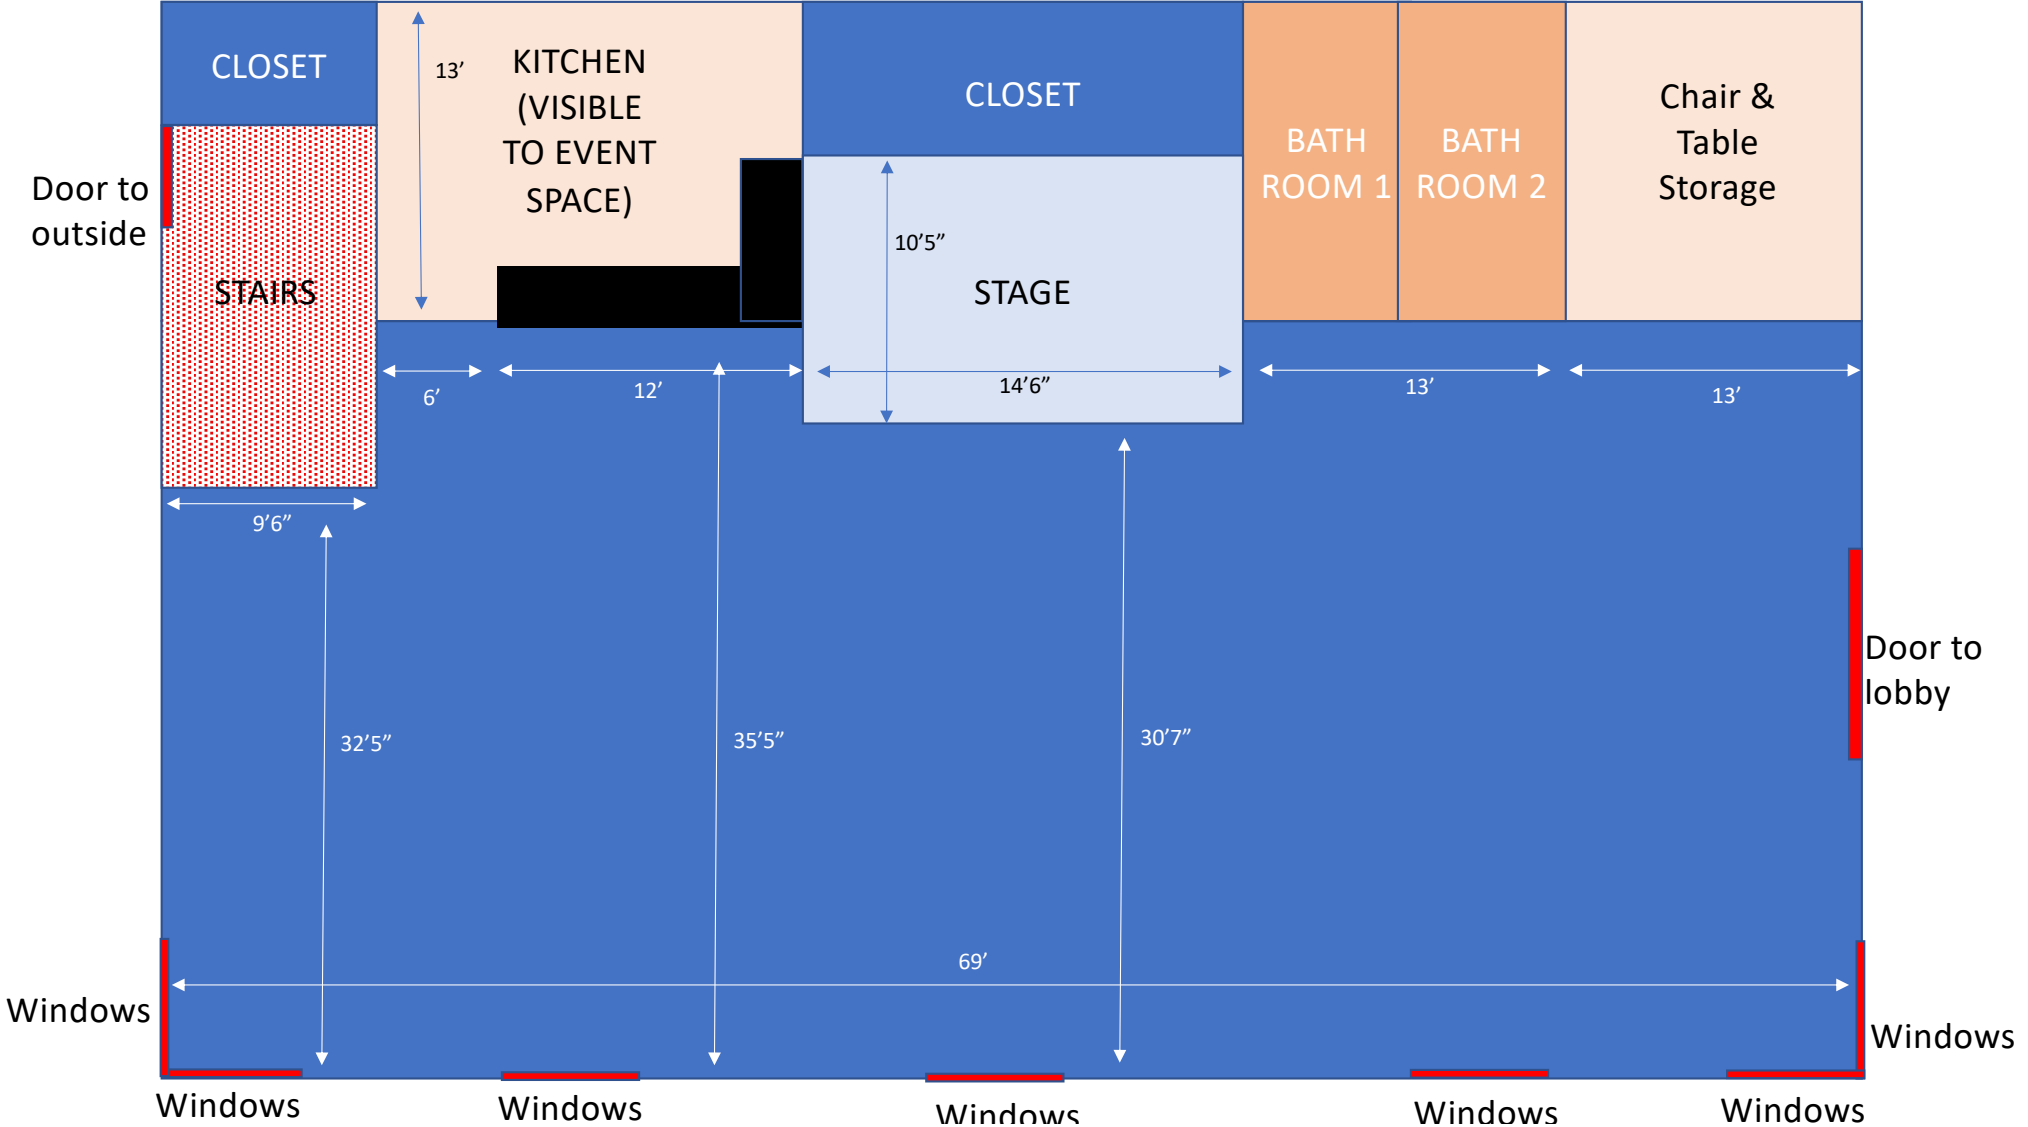 CLOSET
13’
KITCHEN
(VISIBLE
TO EVENT
SPACE)
CLOSET
BATH
ROOM 1
BATH
ROOM 2
Chair &
Table
Storage
Door to
outside
STAIRS
10’5”
STAGE
6’
12’
14’6”
13’
13’
9’6”
32’5”
35’5”
30’7”
Door to
lobby
69’
Windows
Windows
Windows
Windows
Windows
Windows
Windows